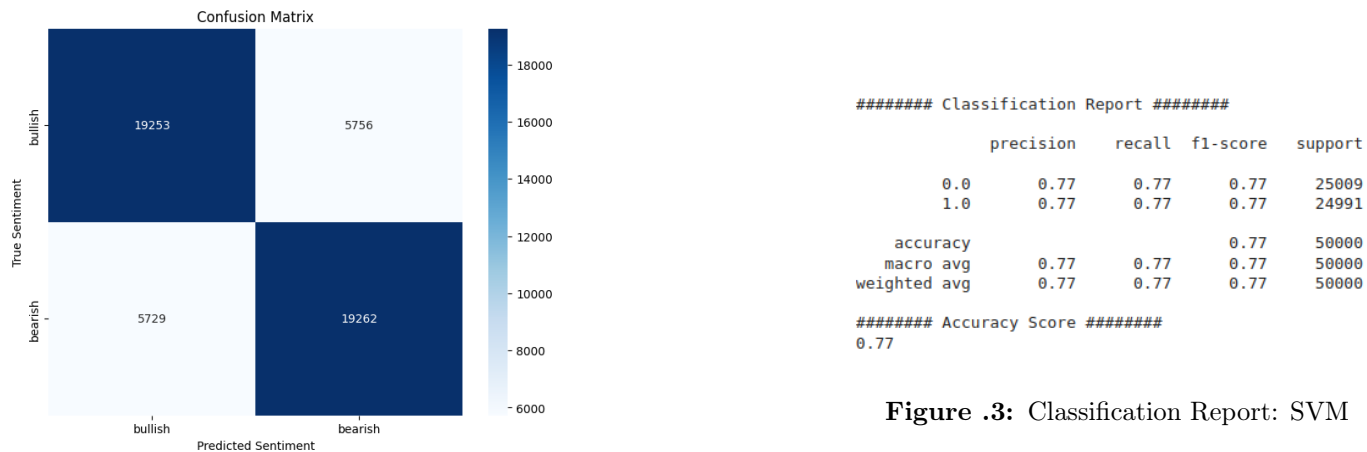 Confusion Matrix
bullish
19253
5756
bearish
5729
19262
True Sentiment
bullish
bearish
Predicted Sentiment
18000
16000
14000
12000
10000
8000
6000
######## Classification Report ########
precision recall f1-score support
0.0 0.77 0.77 0.77 25009
1.0 0.77 0.77 0.77 24991
accuracy 0.77 50000
macro avg 0.77 0.77 0.77 50000
weighted avg 0.77 0.77 0.77 50000
######## Accuracy Score ########
0.77
Figure .3: Classification Report: SVM